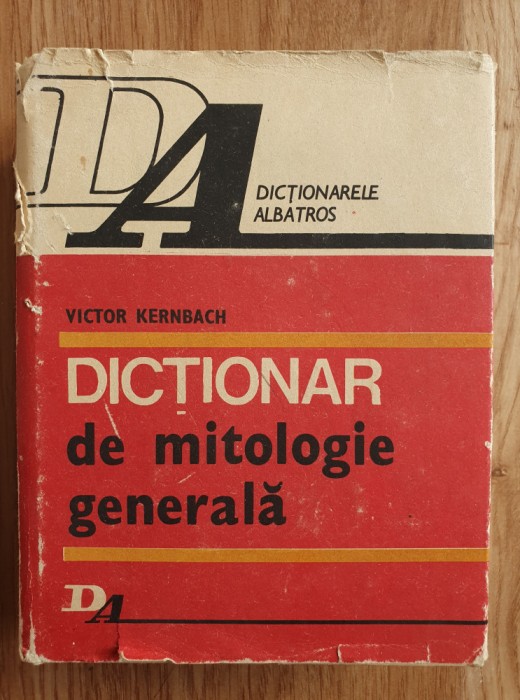 DA
DICȚIONARELE
ALBATROS
VICTOR KERNBACH
DICȚIONAR
de mitologie
generală
DA